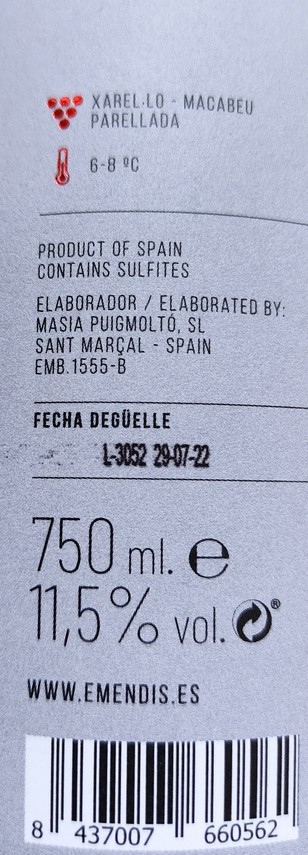 XAREL·LO - MACABEU
PARELLADA
6-8 ºC
PRODUCT OF SPAIN
CONTAINS SULFITES
ELABORADOR / ELABORATED BY:
MASIA PUIGMOLTÓ, SL
SANT MARÇAL - SPAIN
EMB.1555-B
FECHA DEGÜELLE
L-3052 29-07-22
750 ml. e
11,5% vol. ®
WWW.EMENDIS.ES
8 437007 660562